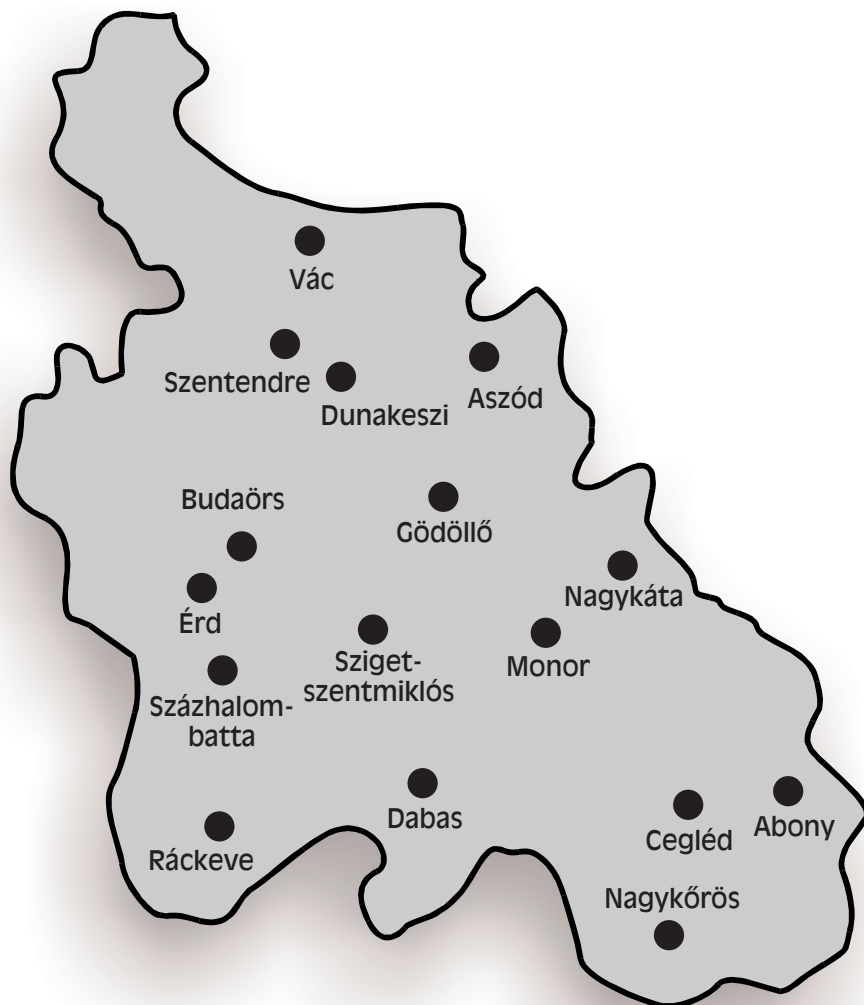 Vác
Szentendre
Dunakeszi
Aszód
Budaörs
Gödöllő
Nagykáta
Érd
Sziget-
szentmiklós
Monor
Százhalom-
batta
Dabas
Cegléd
Abony
Ráckeve
Nagykőrös